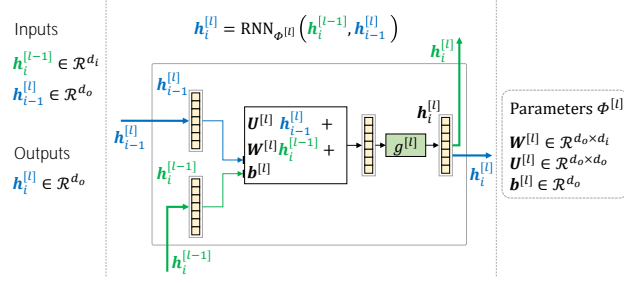 Inputs
h_i^[l-1] ∈ ℛ^{d_i}
h_{i-1}^[l] ∈ ℛ^{d_o}
Outputs
h_i^[l] ∈ ℛ^{d_o}
h_i^[l] = RNN_{Φ^[l]}(h_i^[l-1], h_{i-1}^[l])
h_i^[l]
h_{i-1}^[l]
h_{i-1}^[l]
U^[l] h_{i-1}^[l] +
W^[l] h_i^[l-1] +
b^[l]
g^[l]
h_i^[l]
h_i^[l]
h_i^[l-1]
h_i^[l-1]
Parameters Φ^[l]
W^[l] ∈ ℛ^{d_o×d_i}
U^[l] ∈ ℛ^{d_o×d_o}
b^[l] ∈ ℛ^{d_o}